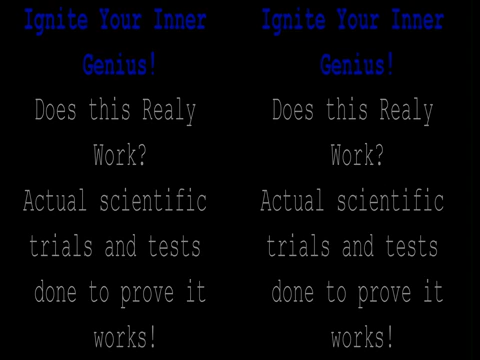 Ignite Your Inner
Genius!
Does this Realy
Work?
Actual scientific
trials and tests
done to prove it
works!
Ignite Your Inner
Genius!
Does this Realy
Work?
Actual scientific
trials and tests
done to prove it
works!